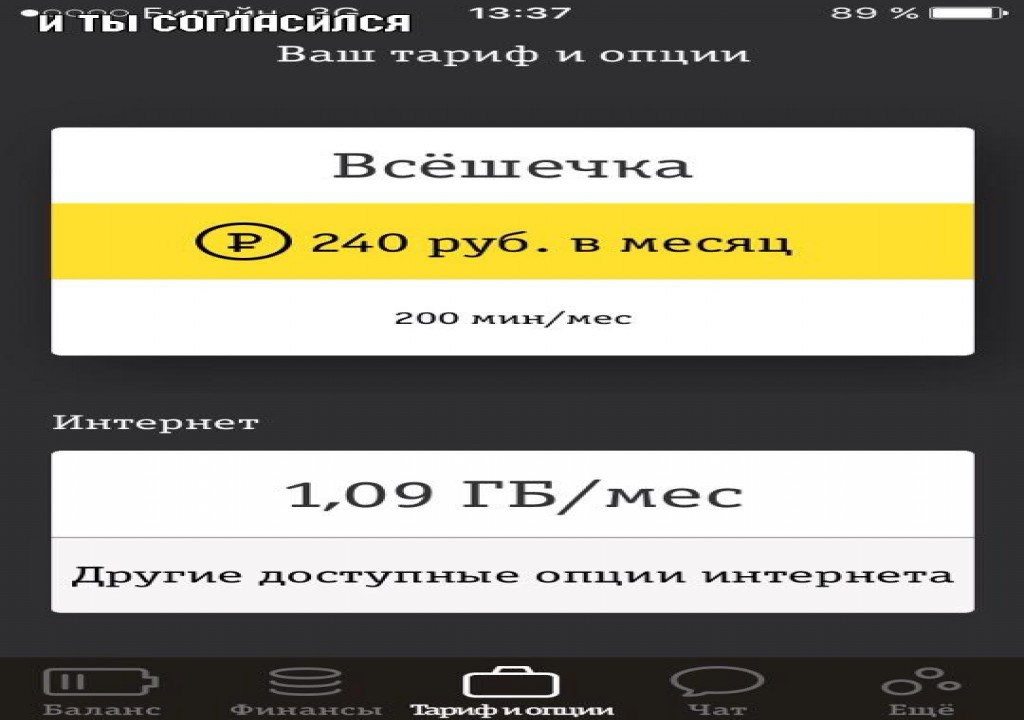 Билайн 3G 13:37 89 %
и ты согласился
Ваш тариф и опции
Всёшечка
₽ 240 руб. в месяц
200 мин/мес
Интернет
1,09 ГБ/мес
Другие доступные опции интернета
Баланс Финансы Тариф и опции Чат Ещё